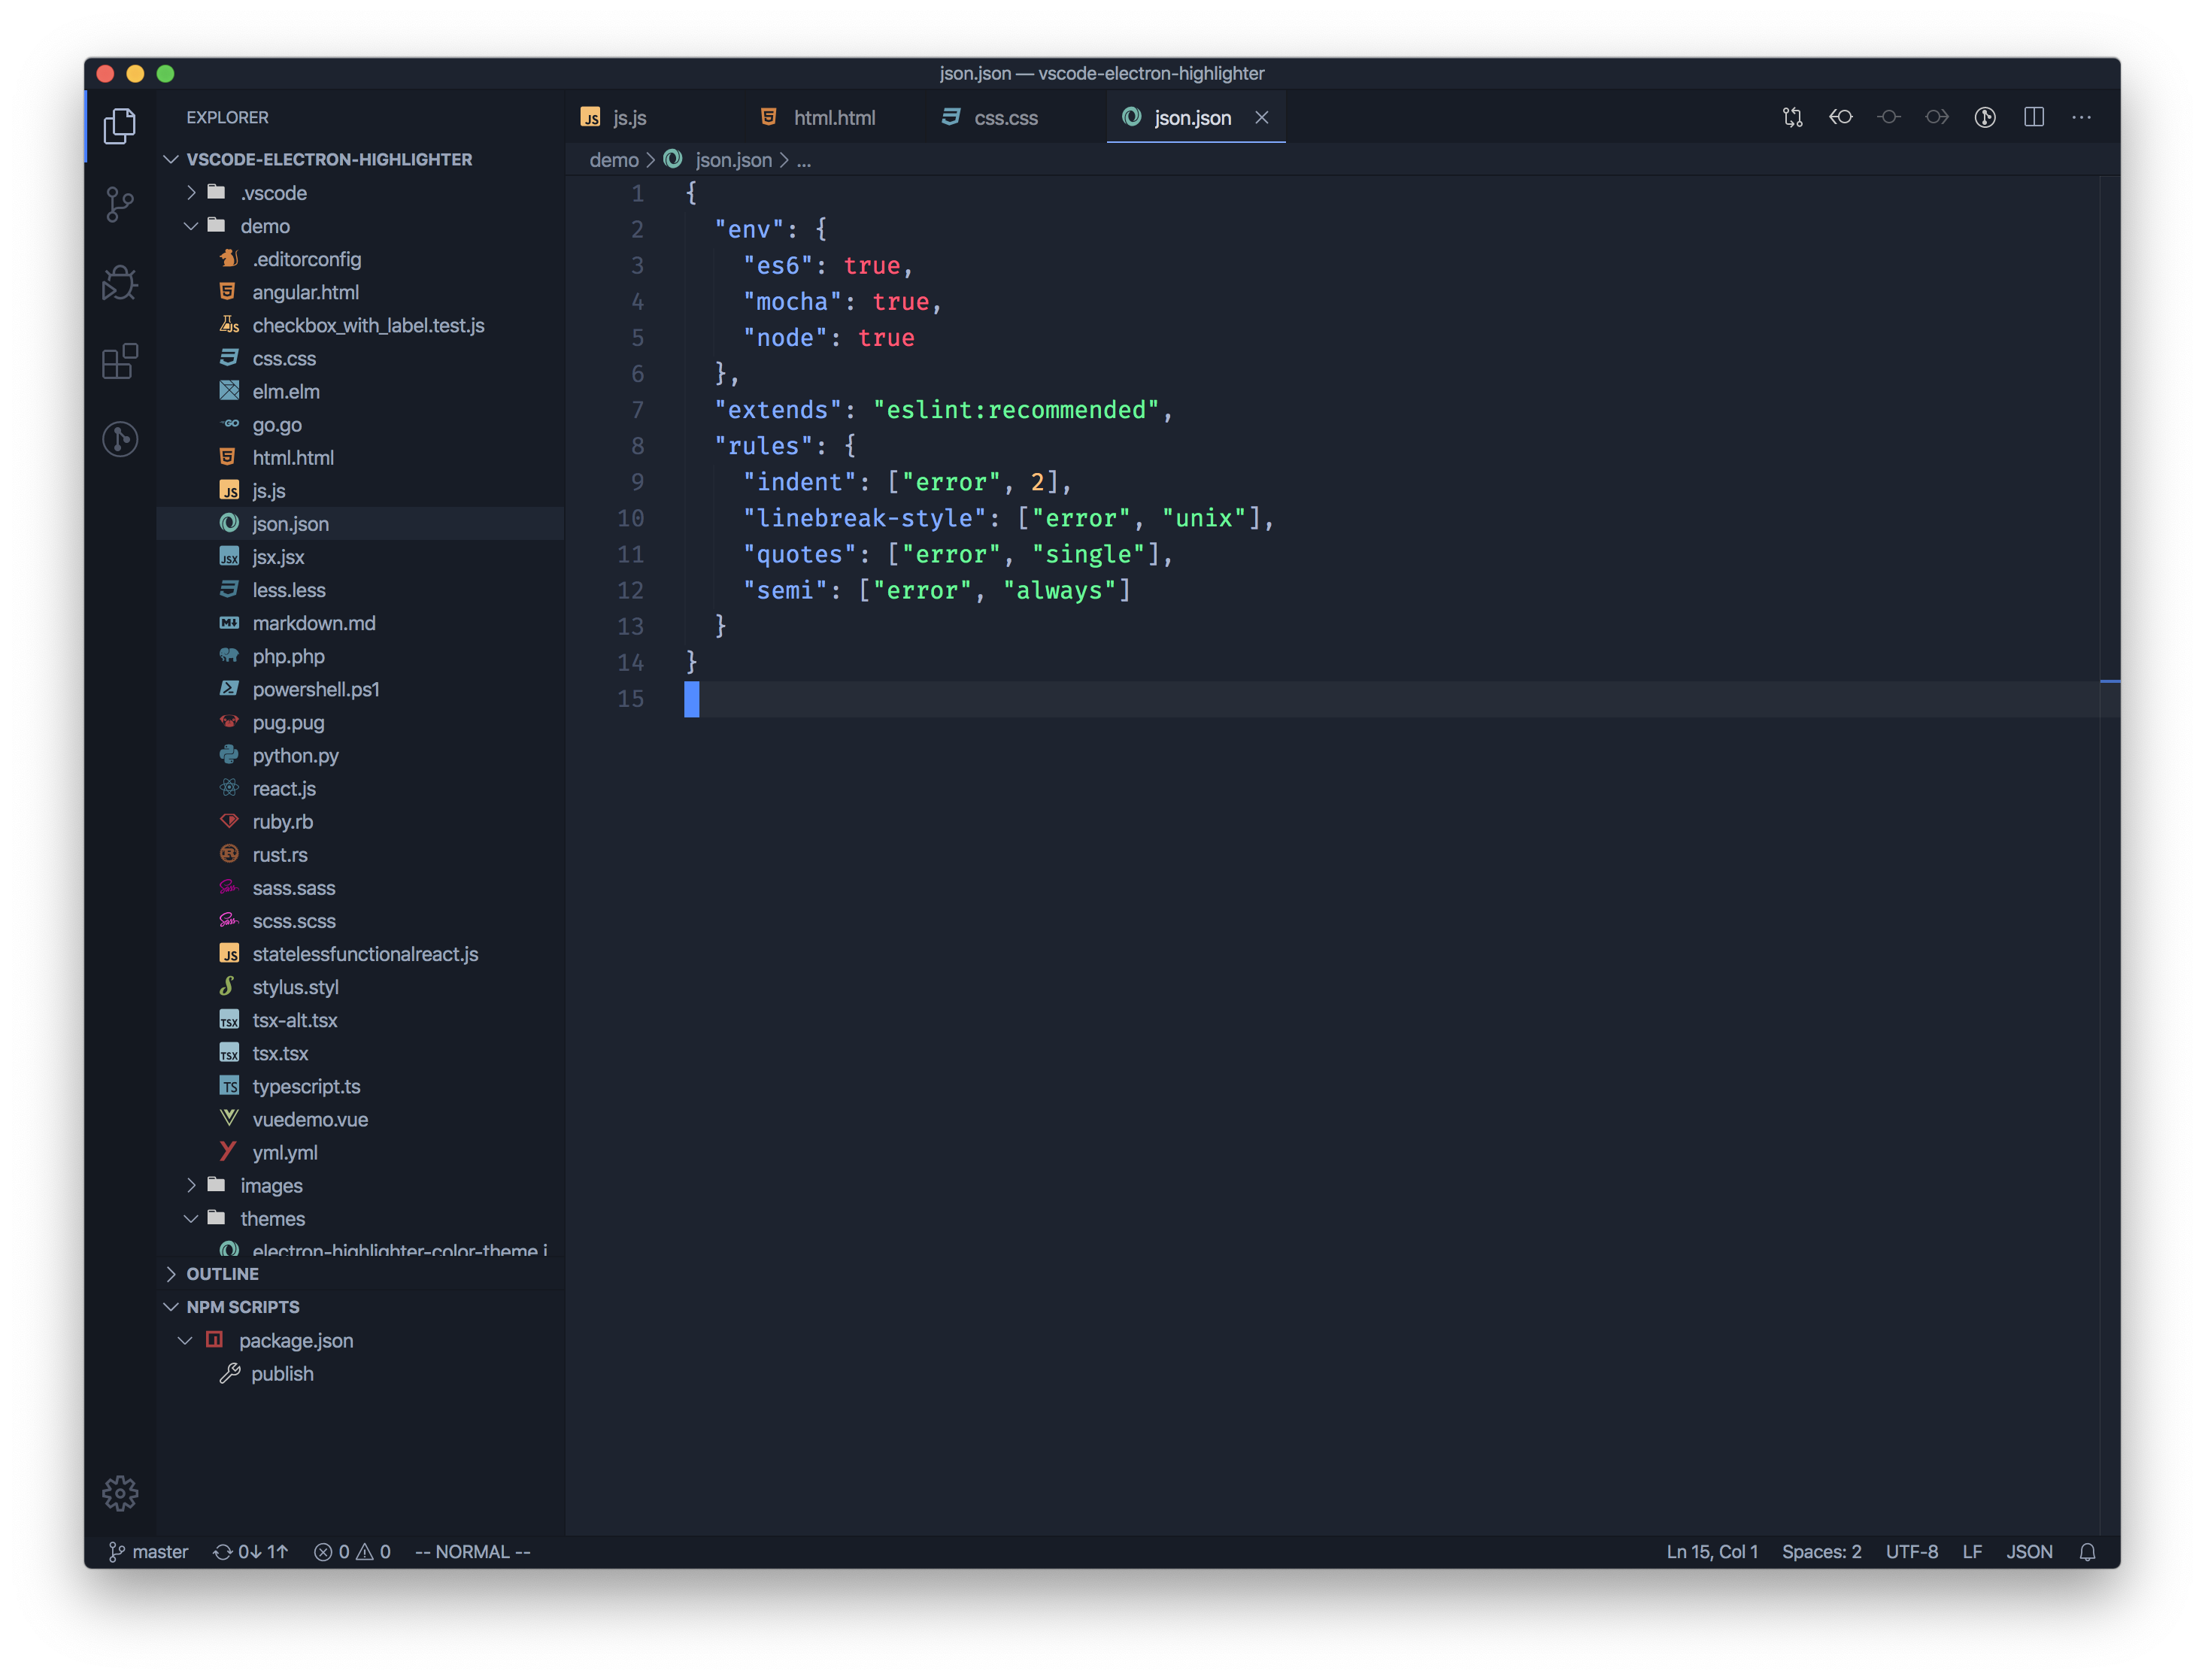 json.json — vscode-electron-highlighter
EXPLORER
VSCODE-ELECTRON-HIGHLIGHTER
.vscode
demo
.editorconfig
angular.html
checkbox_with_label.test.js
css.css
elm.elm
go.go
html.html
js.js
json.json
jsx.jsx
less.less
markdown.md
php.php
powershell.ps1
pug.pug
python.py
react.js
ruby.rb
rust.rs
sass.sass
scss.scss
statelessfunctionalreact.js
stylus.styl
tsx-alt.tsx
tsx.tsx
typescript.ts
vuedemo.vue
yml.yml
images
themes
electron-highlighter-color-theme.j
OUTLINE
NPM SCRIPTS
package.json
publish
js.js html.html css.css json.json
demo > json.json > ...
1 {
2 "env": {
3 "es6": true,
4 "mocha": true,
5 "node": true
6 },
7 "extends": "eslint:recommended",
8 "rules": {
9 "indent": ["error", 2],
10 "linebreak-style": ["error", "unix"],
11 "quotes": ["error", "single"],
12 "semi": ["error", "always"]
13 }
14 }
15
master 0↓ 1↑ 0 0 -- NORMAL -- Ln 15, Col 1 Spaces: 2 UTF-8 LF JSON